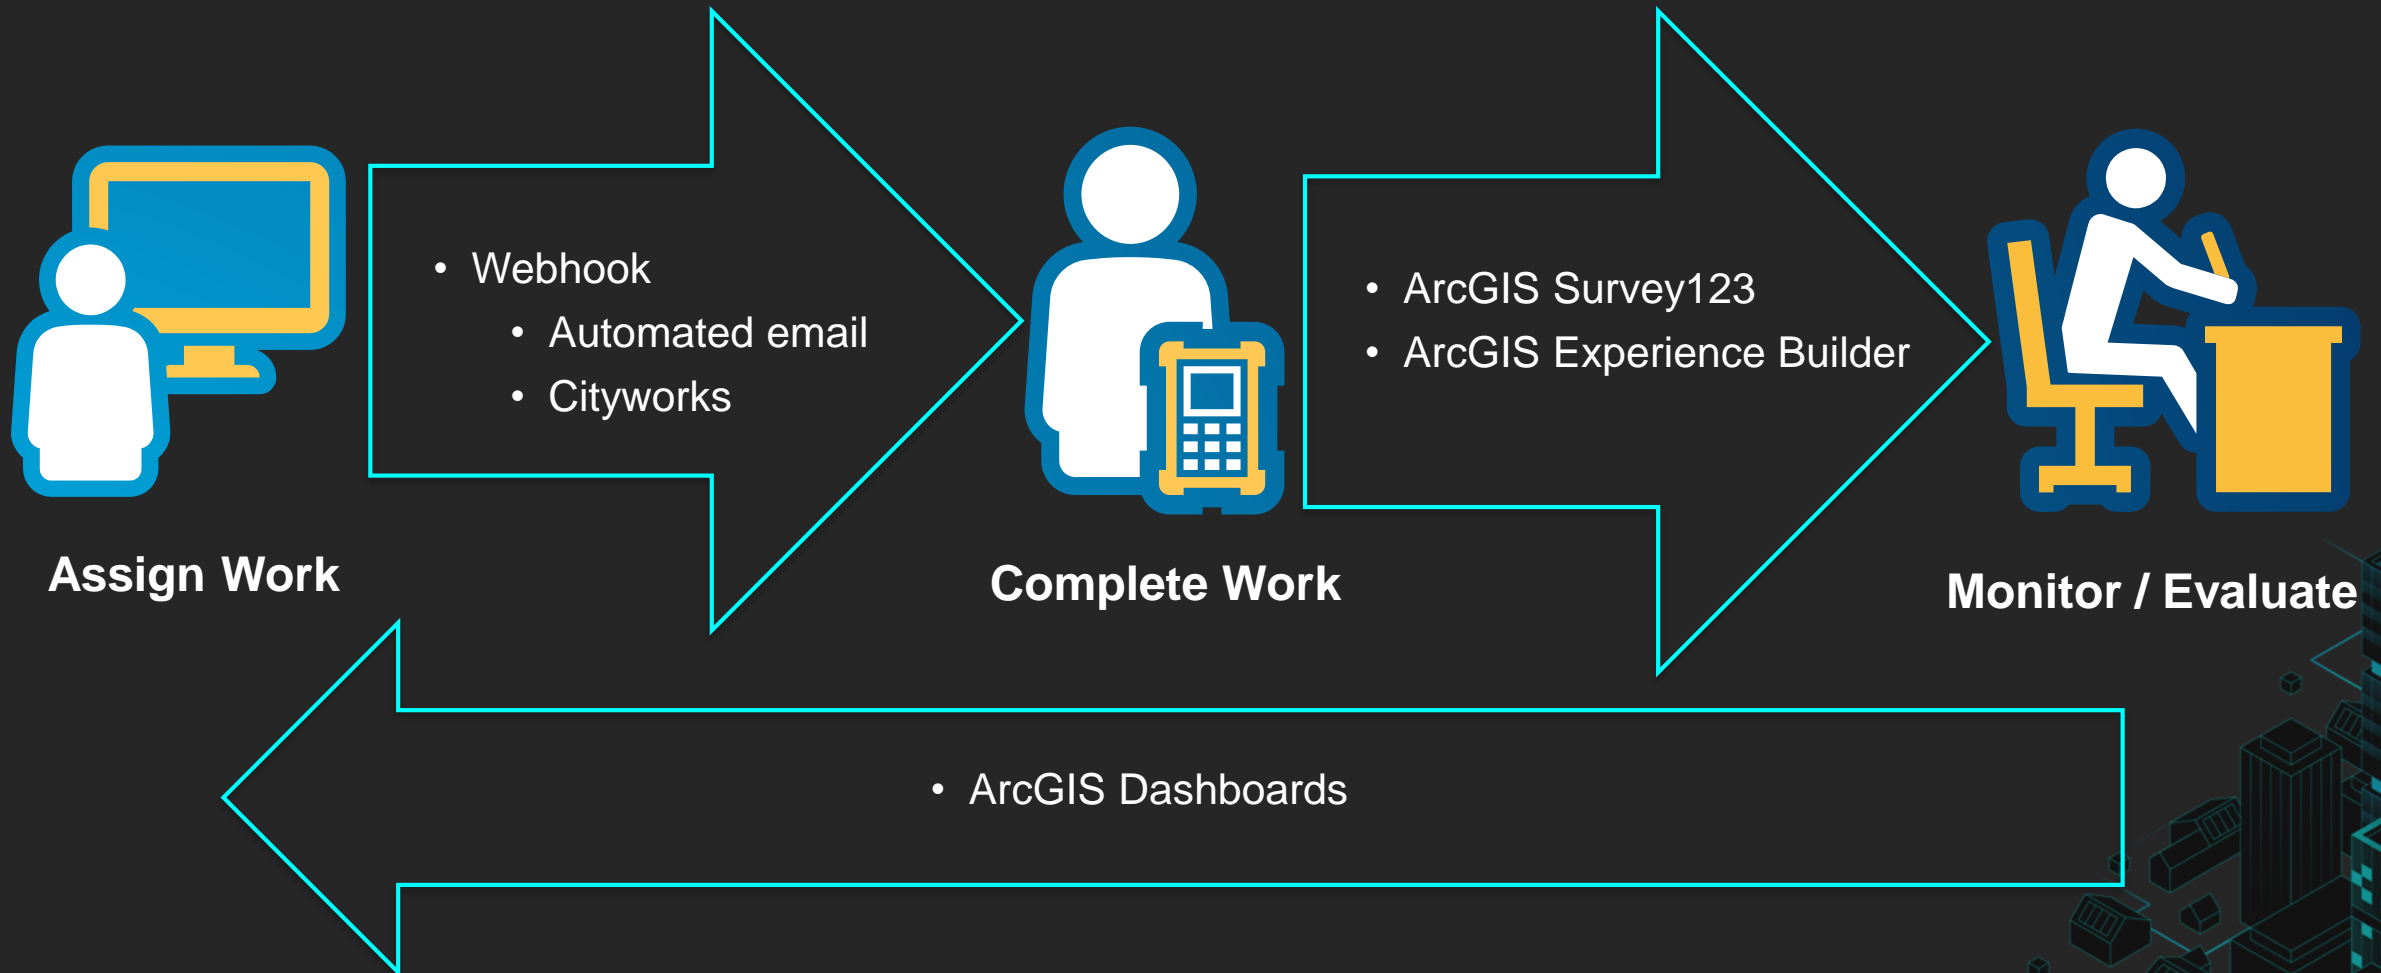 • Webhook
• Automated email
• Cityworks
• ArcGIS Survey123
• ArcGIS Experience Builder
Assign Work
Complete Work
Monitor / Evaluate
• ArcGIS Dashboards